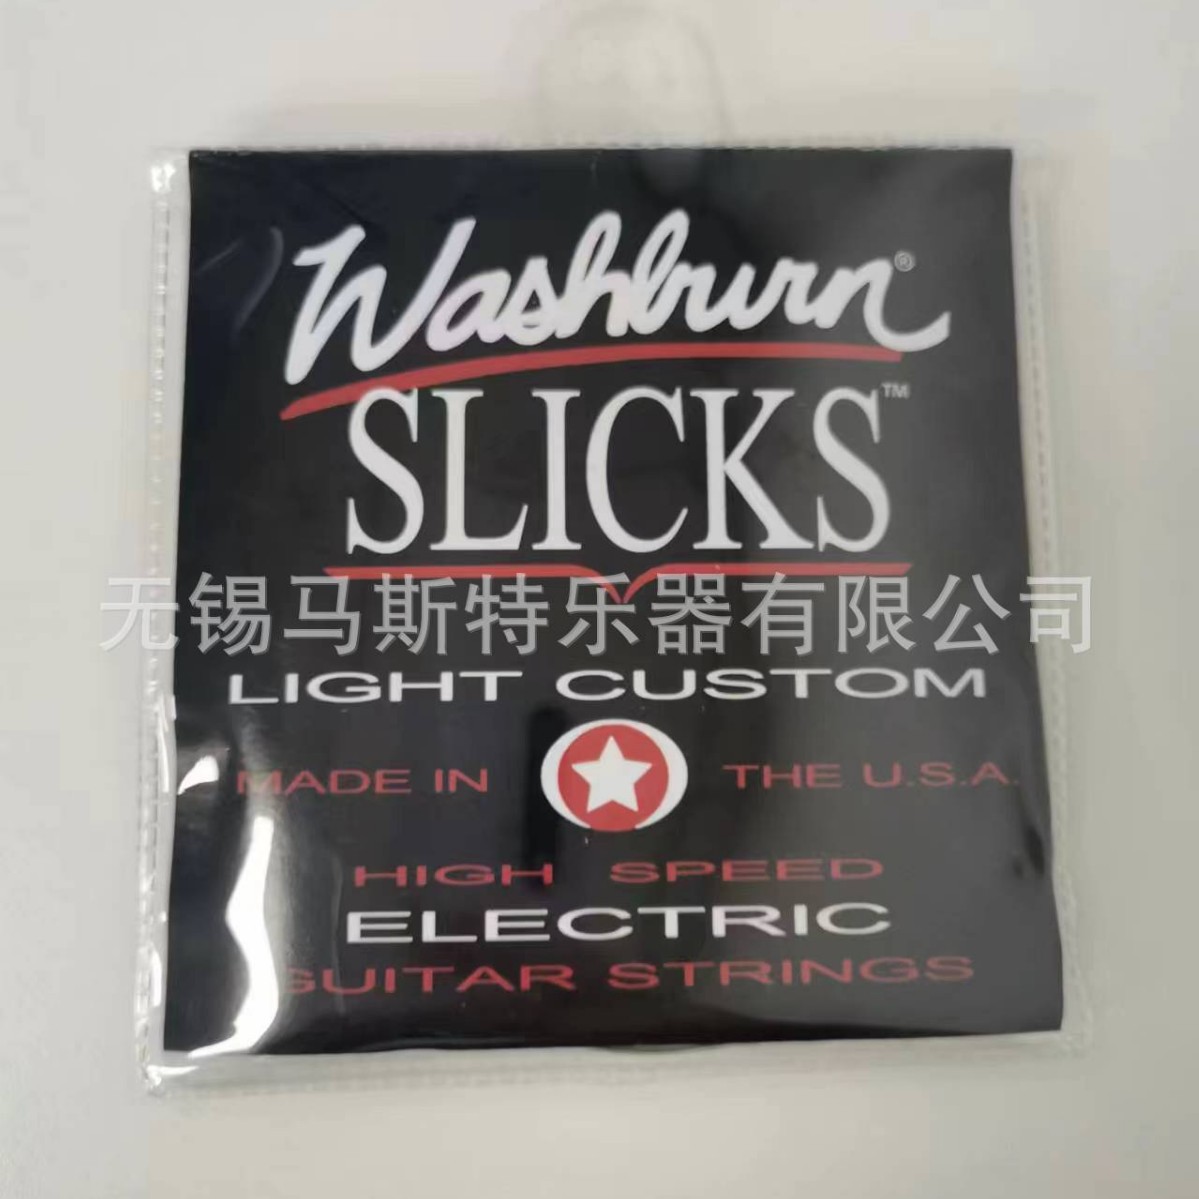 Washburn®
SLICKS™
无锡马斯特乐器有限公司
LIGHT CUSTOM
MADE IN THE U.S.A.
HIGH SPEED
ELECTRIC
GUITAR STRINGS